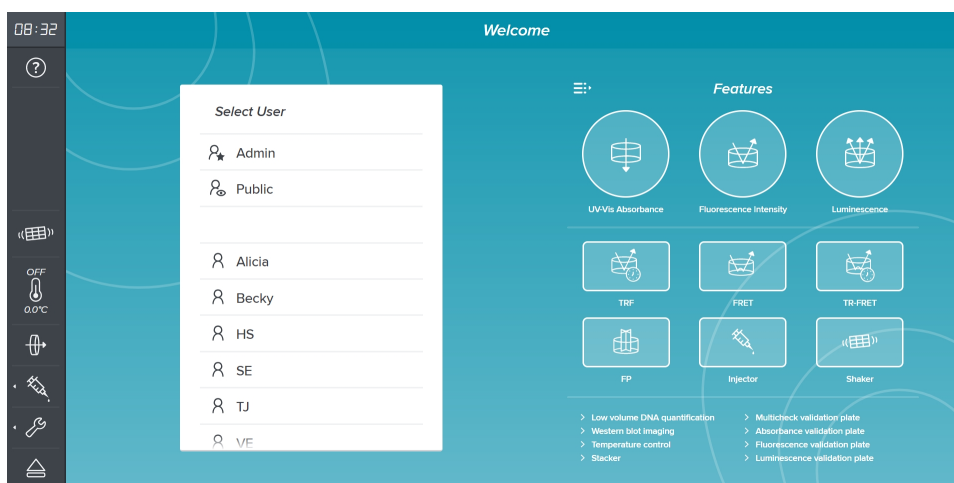 08:32
Welcome
OFF
0.0°C
Select User
Admin
Public
Alicia
Becky
HS
SE
TJ
VE
Features
UV-Vis Absorbance
Fluorescence Intensity
Luminescence
TRF
FRET
TR-FRET
FP
Injector
Shaker
> Low volume DNA quantification
> Western blot imaging
> Temperature control
> Stacker
> Multicheck validation plate
> Absorbance validation plate
> Fluorescence validation plate
> Luminescence validation plate